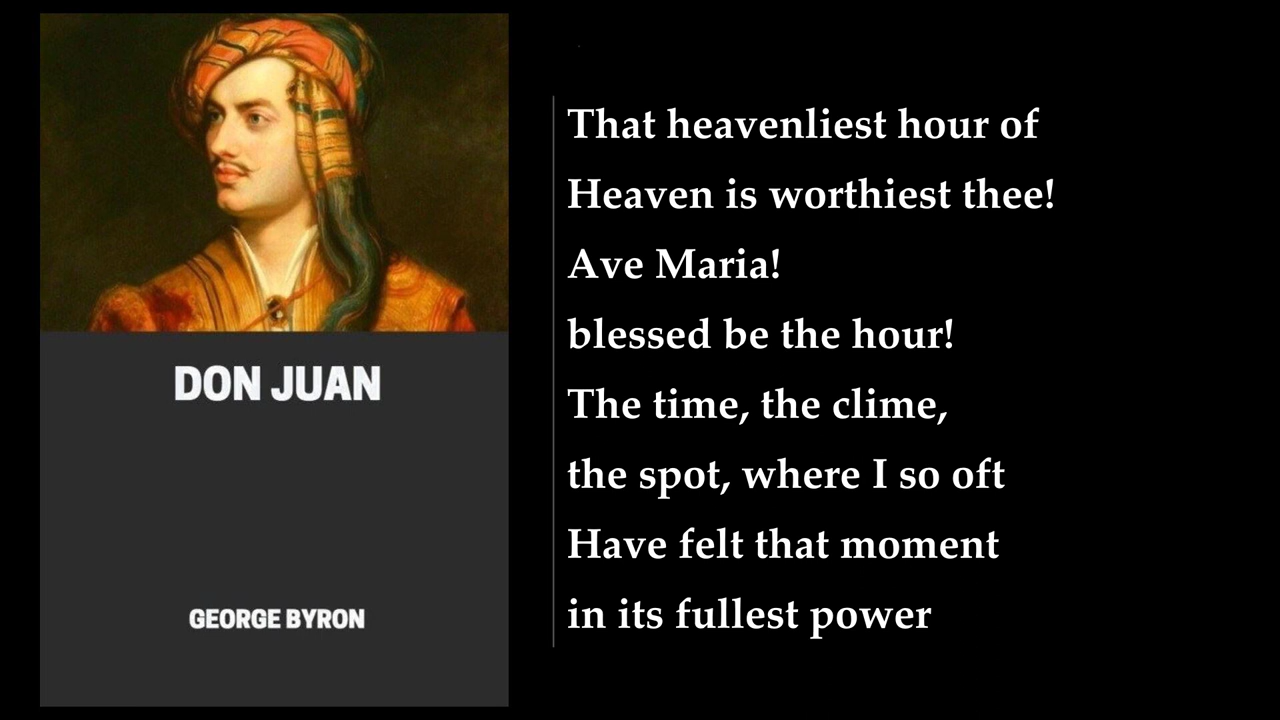 DON JUAN
GEORGE BYRON
That heavenliest hour of
Heaven is worthiest thee!
Ave Maria!
blessed be the hour!
The time, the clime,
the spot, where I so oft
Have felt that moment
in its fullest power